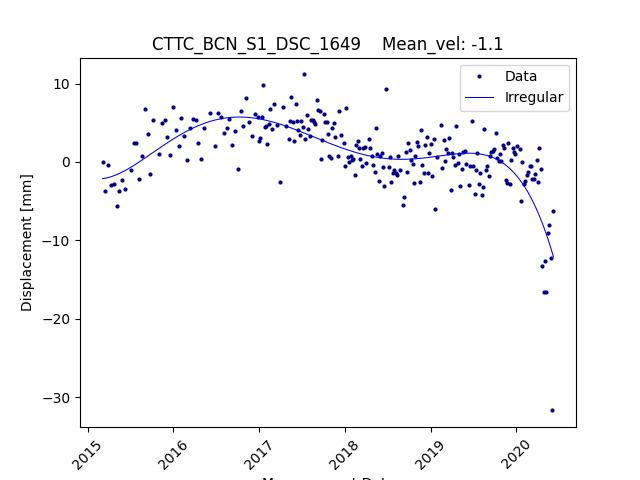 CTTC_BCN_S1_DSC_1649    Mean_vel: -1.1
Data
Irregular
Displacement [mm]
10
0
−10
−20
−30
2015
2016
2017
2018
2019
2020